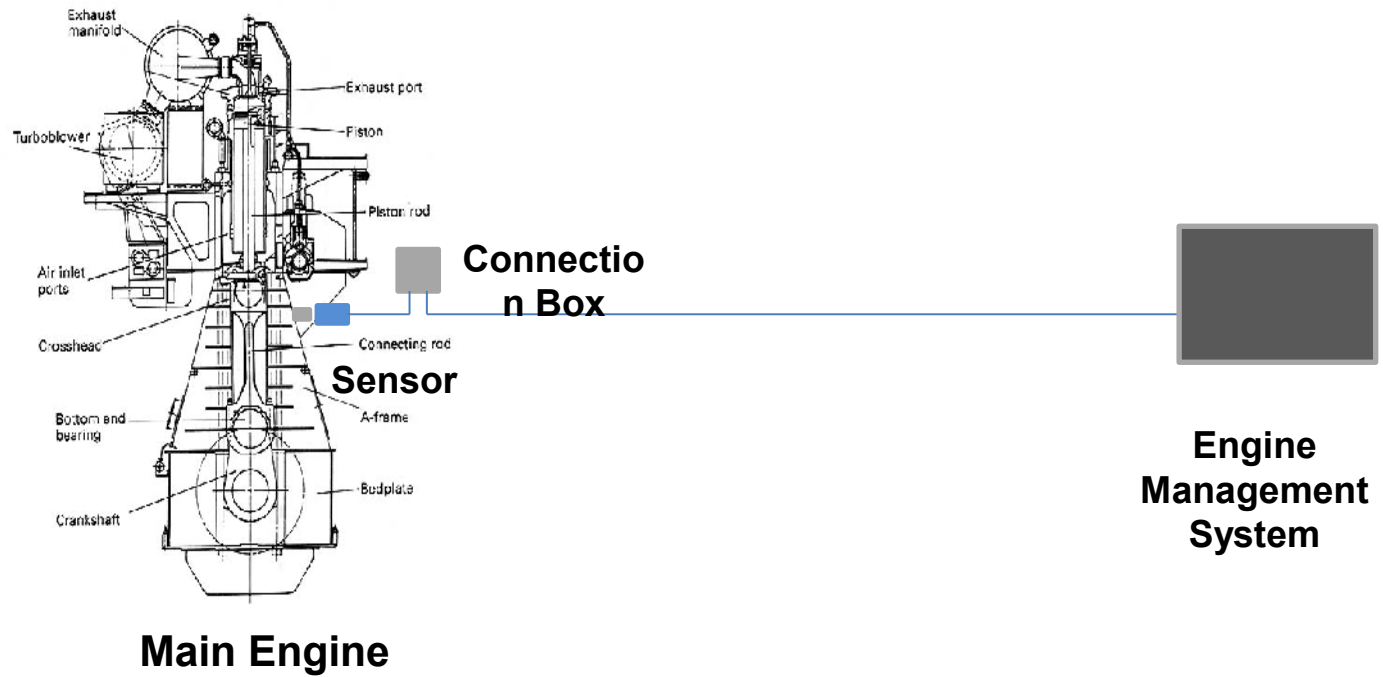 Exhaust
manifold
Exhaust port
Turboblower
Piston
Piston rod
Connectio
n Box
Air inlet
ports
Crosshead
Connecting rod
Sensor
A-frame
Bottom end
bearing
Engine
Management
System
Bedplate
Crankshaft
Main Engine